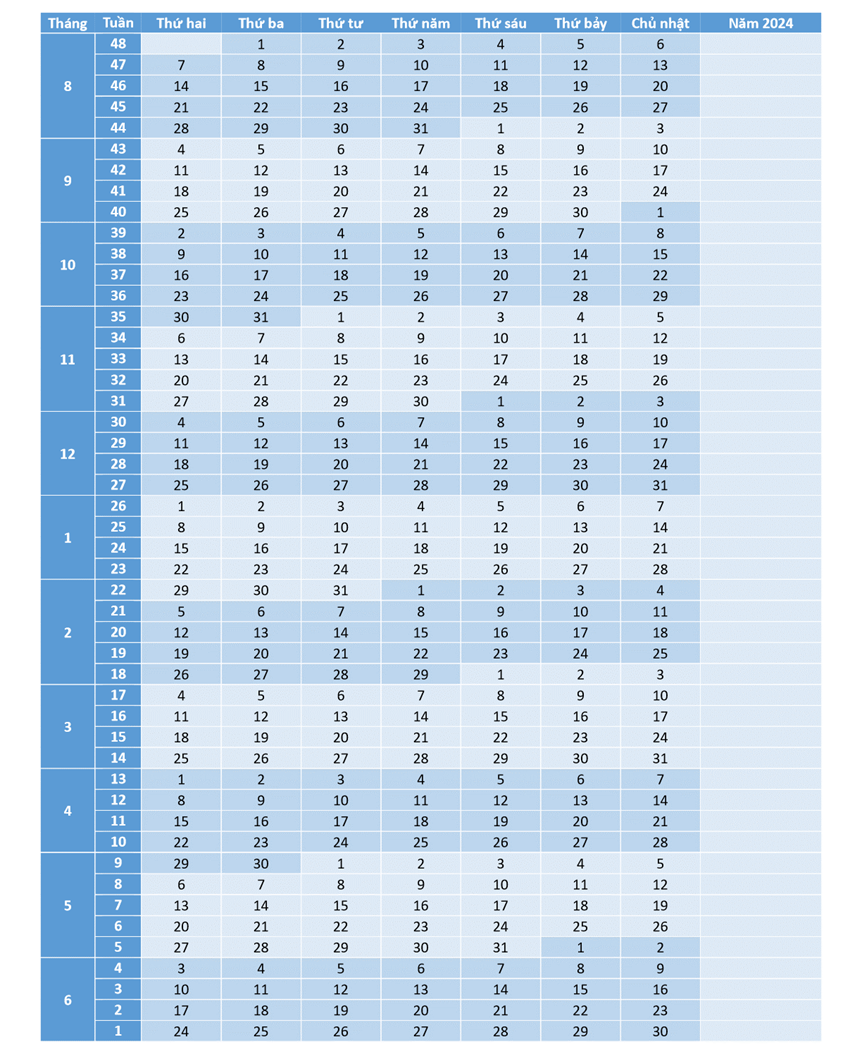 Tháng Tuần Thứ hai Thứ ba Thứ tư Thứ năm Thứ sáu Thứ bảy Chủ nhật Năm 2024
48 1 2 3 4 5 6
47 7 8 9 10 11 12 13
8 46 14 15 16 17 18 19 20
45 21 22 23 24 25 26 27
44 28 29 30 31 1 2 3
43 4 5 6 7 8 9 10
9 42 11 12 13 14 15 16 17
41 18 19 20 21 22 23 24
40 25 26 27 28 29 30 1
39 2 3 4 5 6 7 8
10 38 9 10 11 12 13 14 15
37 16 17 18 19 20 21 22
36 23 24 25 26 27 28 29
35 30 31 1 2 3 4 5
34 6 7 8 9 10 11 12
11 33 13 14 15 16 17 18 19
32 20 21 22 23 24 25 26
31 27 28 29 30 1 2 3
30 4 5 6 7 8 9 10
12 29 11 12 13 14 15 16 17
28 18 19 20 21 22 23 24
27 25 26 27 28 29 30 31
26 1 2 3 4 5 6 7
1 25 8 9 10 11 12 13 14
24 15 16 17 18 19 20 21
23 22 23 24 25 26 27 28
22 29 30 31 1 2 3 4
21 5 6 7 8 9 10 11
2 20 12 13 14 15 16 17 18
19 19 20 21 22 23 24 25
18 26 27 28 29 1 2 3
17 4 5 6 7 8 9 10
3 16 11 12 13 14 15 16 17
15 18 19 20 21 22 23 24
14 25 26 27 28 29 30 31
13 1 2 3 4 5 6 7
4 12 8 9 10 11 12 13 14
11 15 16 17 18 19 20 21
10 22 23 24 25 26 27 28
9 29 30 1 2 3 4 5
8 6 7 8 9 10 11 12
5 7 13 14 15 16 17 18 19
6 20 21 22 23 24 25 26
5 27 28 29 30 31 1 2
4 3 4 5 6 7 8 9
6 3 10 11 12 13 14 15 16
2 17 18 19 20 21 22 23
1 24 25 26 27 28 29 30